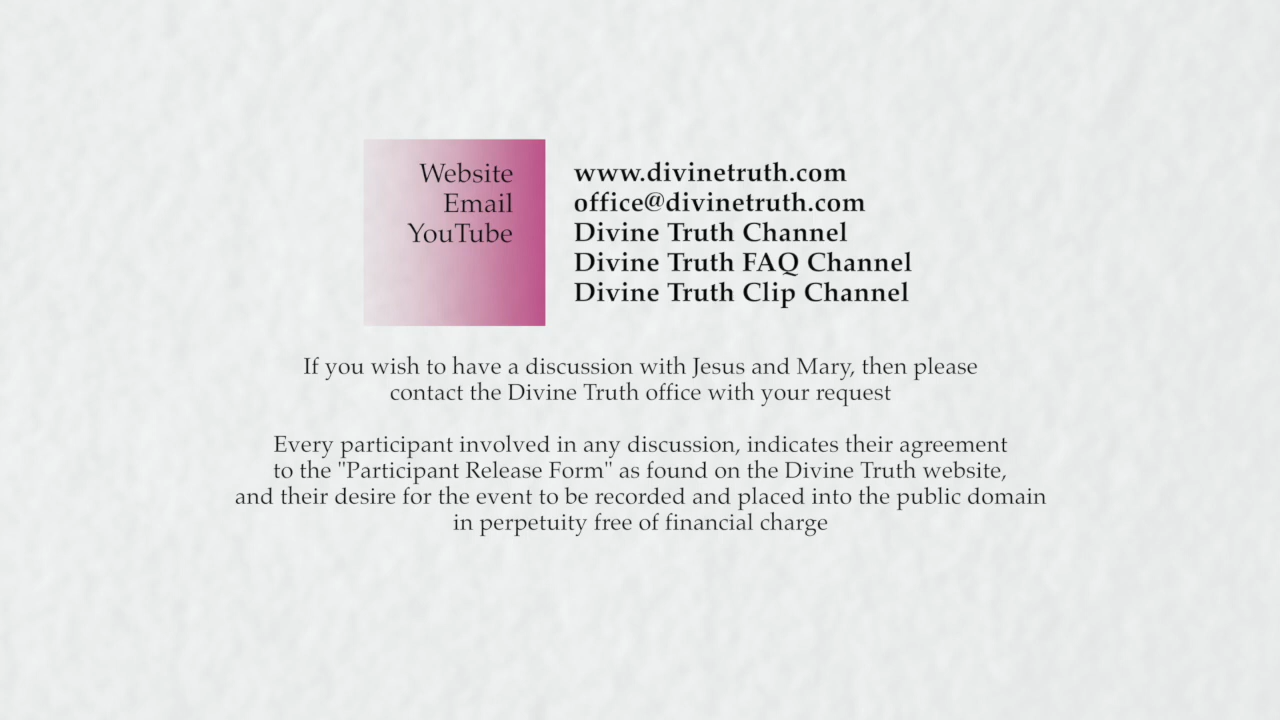 Website www.divinetruth.com
Email office@divinetruth.com
YouTube Divine Truth Channel
Divine Truth FAQ Channel
Divine Truth Clip Channel
If you wish to have a discussion with Jesus and Mary, then please
contact the Divine Truth office with your request
Every participant involved in any discussion, indicates their agreement
to the "Participant Release Form" as found on the Divine Truth website,
and their desire for the event to be recorded and placed into the public domain
in perpetuity free of financial charge